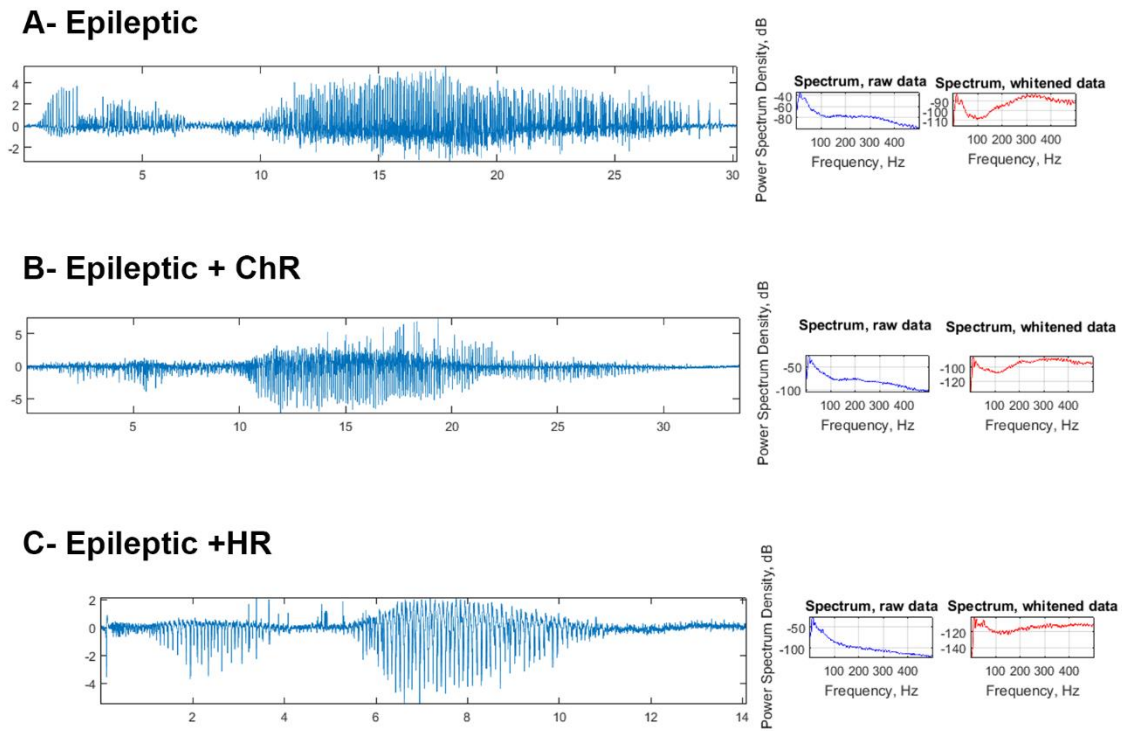 A- Epileptic
4
2
0
-2
5 10 15 20 25 30
Power Spectrum Density, dB
Spectrum, raw data
-40
-60
-80
100 200 300 400
Frequency, Hz
Spectrum, whitened data
-90
-100
-110
100 200 300 400
Frequency, Hz
B- Epileptic + ChR
5
0
-5
5 10 15 20 25 30
Power Spectrum Density, dB
Spectrum, raw data
-50
-100
100 200 300 400
Frequency, Hz
Spectrum, whitened data
-100
-120
100 200 300 400
Frequency, Hz
C- Epileptic +HR
2
0
-2
-4
2 4 6 8 10 12 14
Power Spectrum Density, dB
Spectrum, raw data
-50
-100
100 200 300 400
Frequency, Hz
Spectrum, whitened data
-120
-140
100 200 300 400
Frequency, Hz